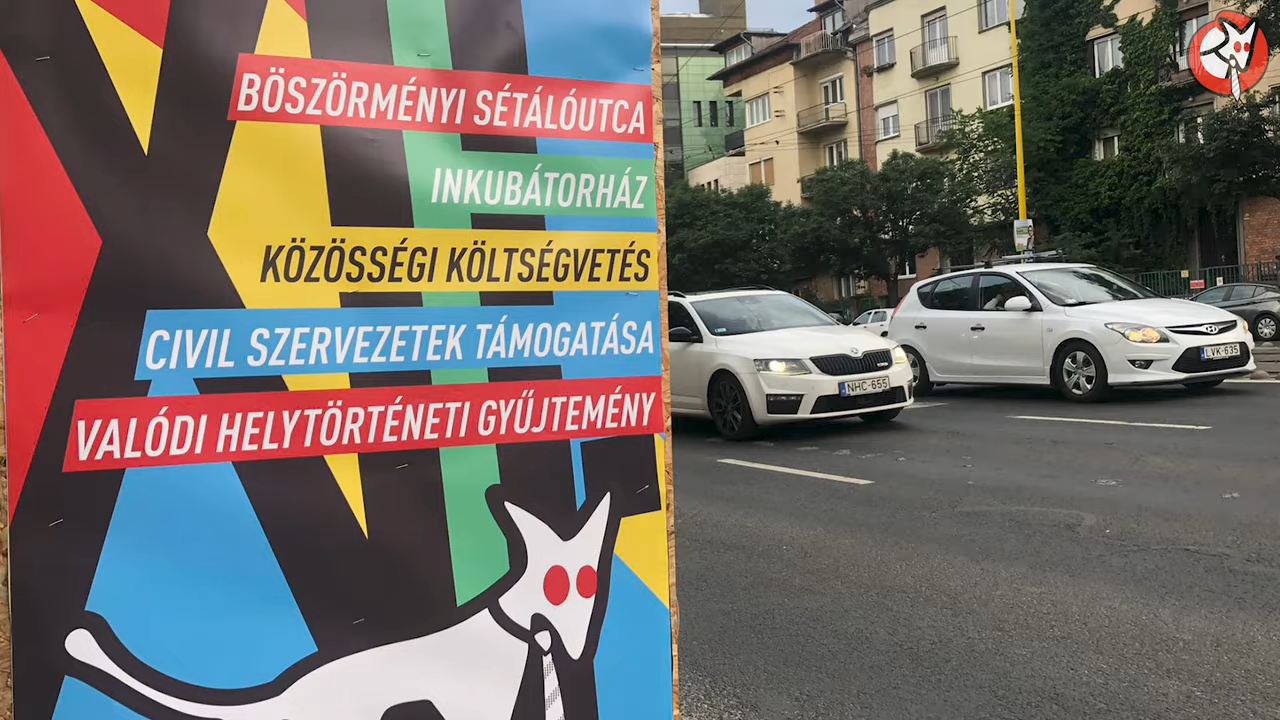 BÖSZÖRMÉNYI SÉTÁLÓUTCA
INKUBÁTORHÁZ
KÖZÖSSÉGI KÖLTSÉGVETÉS
CIVIL SZERVEZETEK TÁMOGATÁSA
VALÓDI HELYTÖRTÉNETI GYŰJTEMÉNY
NHC-655
LVK-635